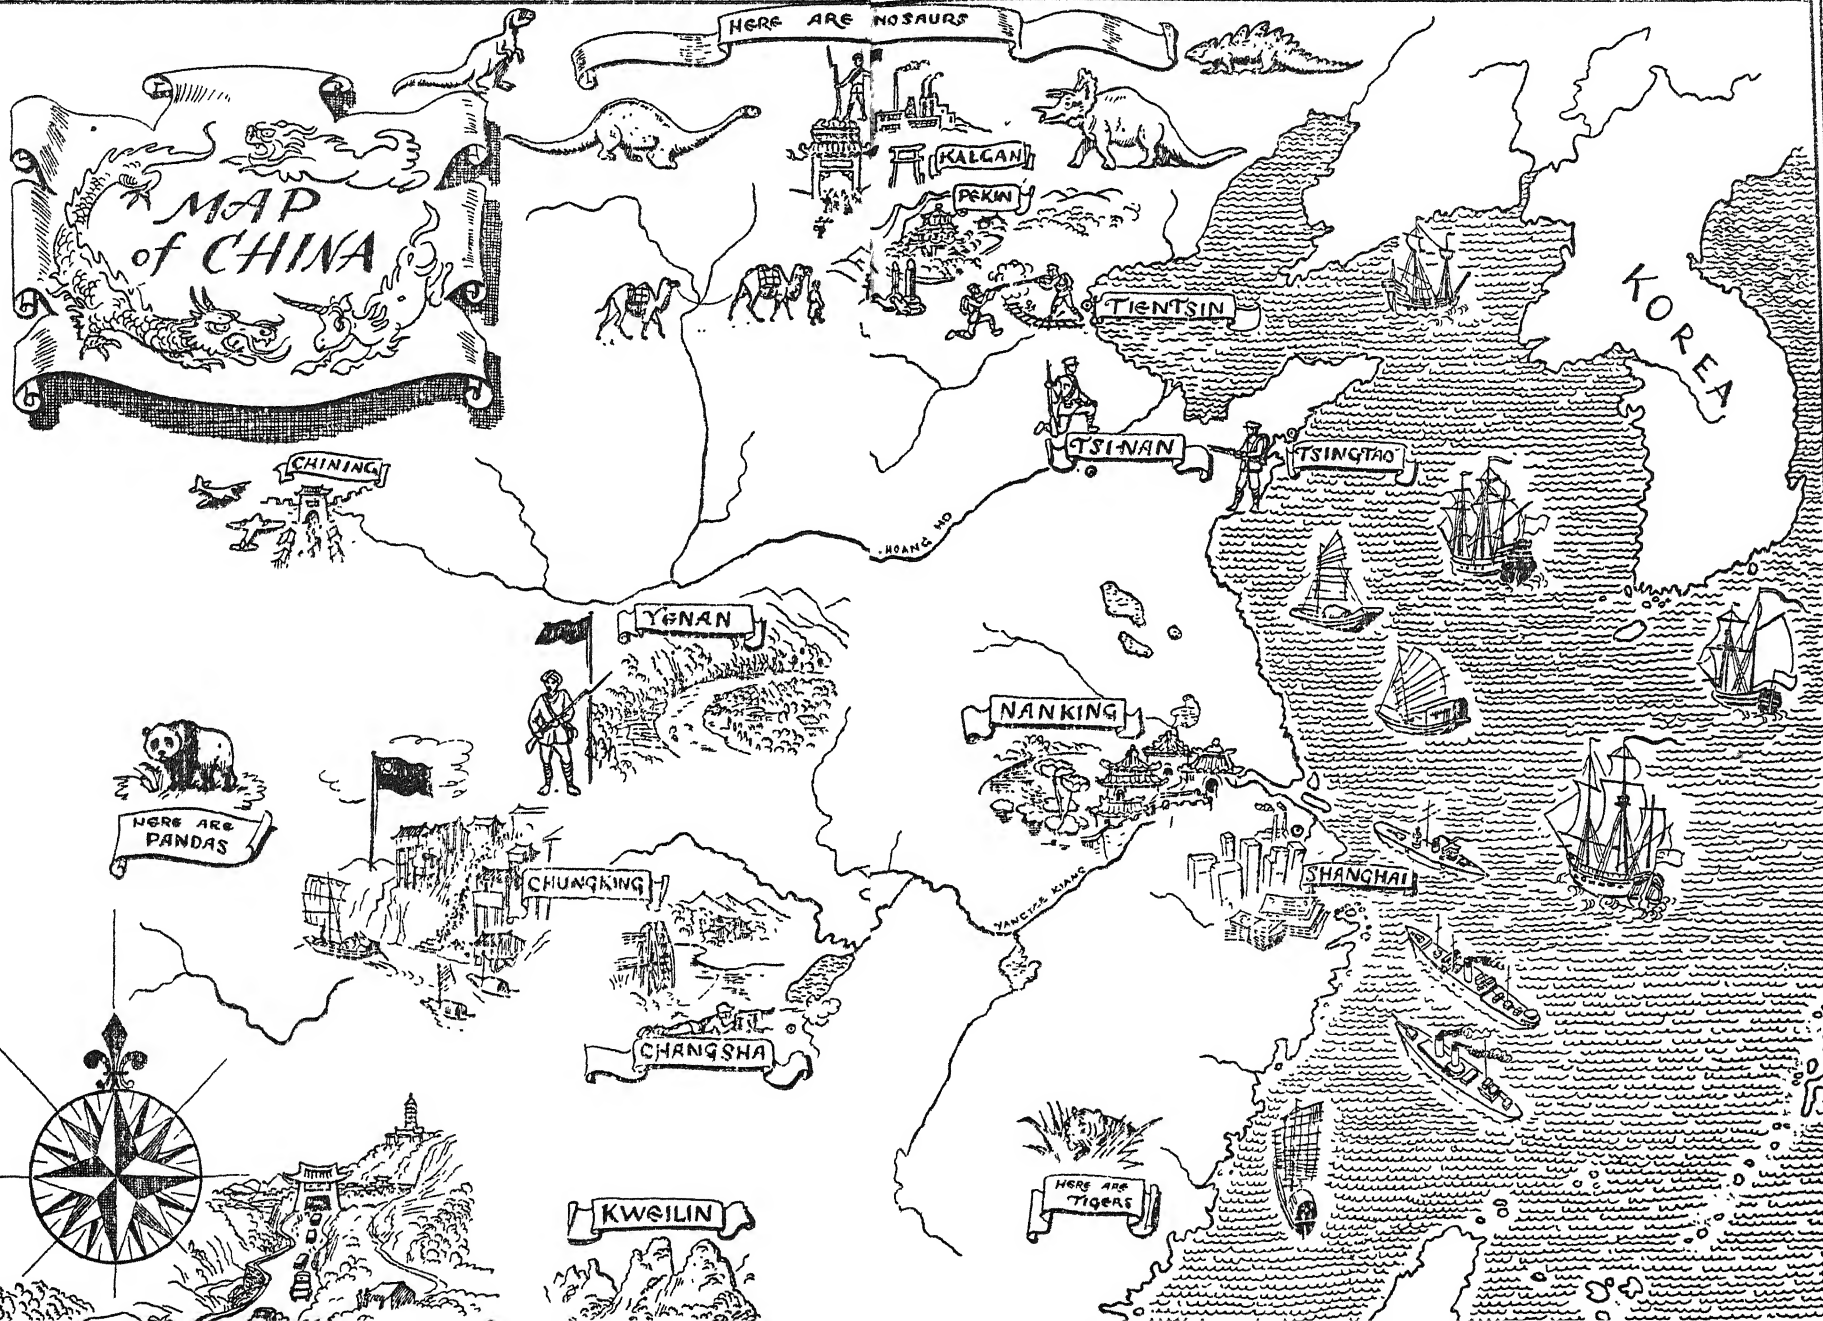 HERE ARE NOSAURS
MAP
of CHINA
KALGAN
PEKIN
TIENTSIN
KOREA
TSI-NAN
TSINGTAO
CHINING
HOANG HO
YENAN
NANKING
HERE ARE
PANDAS
CHUNGKING
SHANGHAI
YANGTZE KIANG
CHANGSHA
HERE ARE
TIGERS
KWEILIN